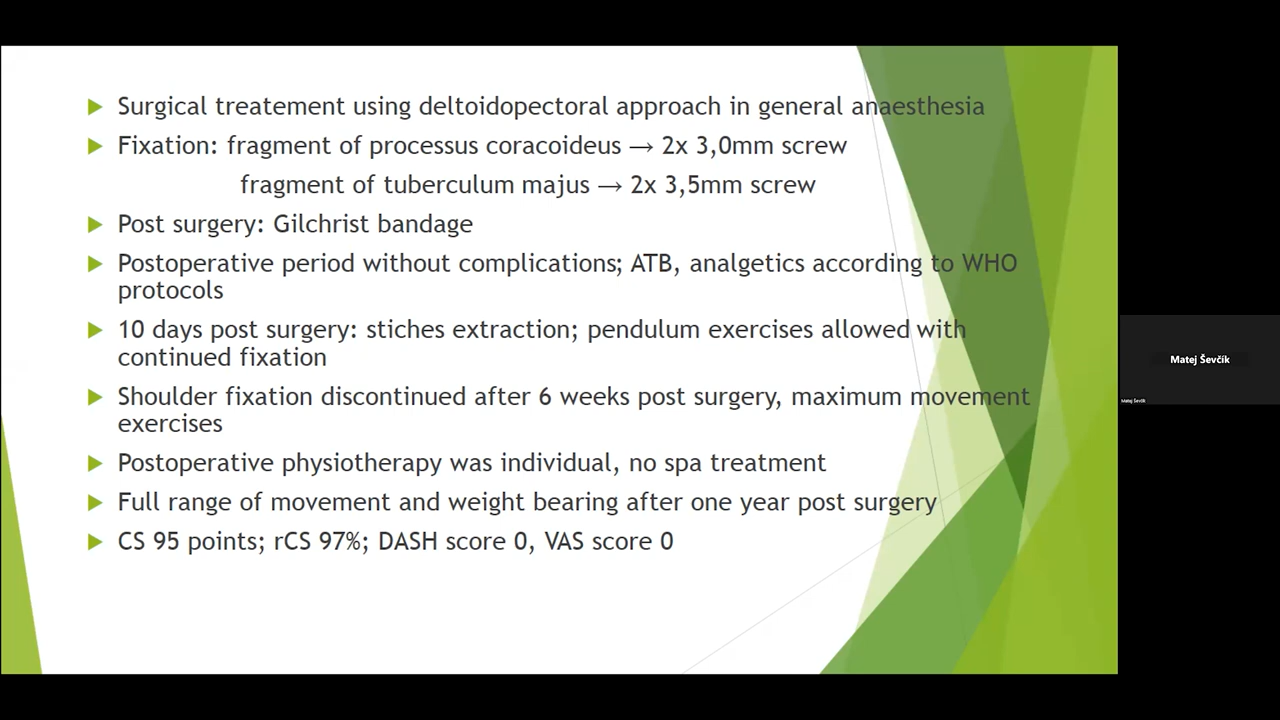 Surgical treatement using deltoidopectoral approach in general anaesthesia
Fixation: fragment of processus coracoideus → 2x 3,0mm screw
fragment of tuberculum majus → 2x 3,5mm screw
Post surgery: Gilchrist bandage
Postoperative period without complications; ATB, analgetics according to WHO
protocols
10 days post surgery: stiches extraction; pendulum exercises allowed with
continued fixation
Shoulder fixation discontinued after 6 weeks post surgery, maximum movement
exercises
Postoperative physiotherapy was individual, no spa treatment
Full range of movement and weight bearing after one year post surgery
CS 95 points; rCS 97%; DASH score 0, VAS score 0
Matej Ševčík
Matej Ševčík